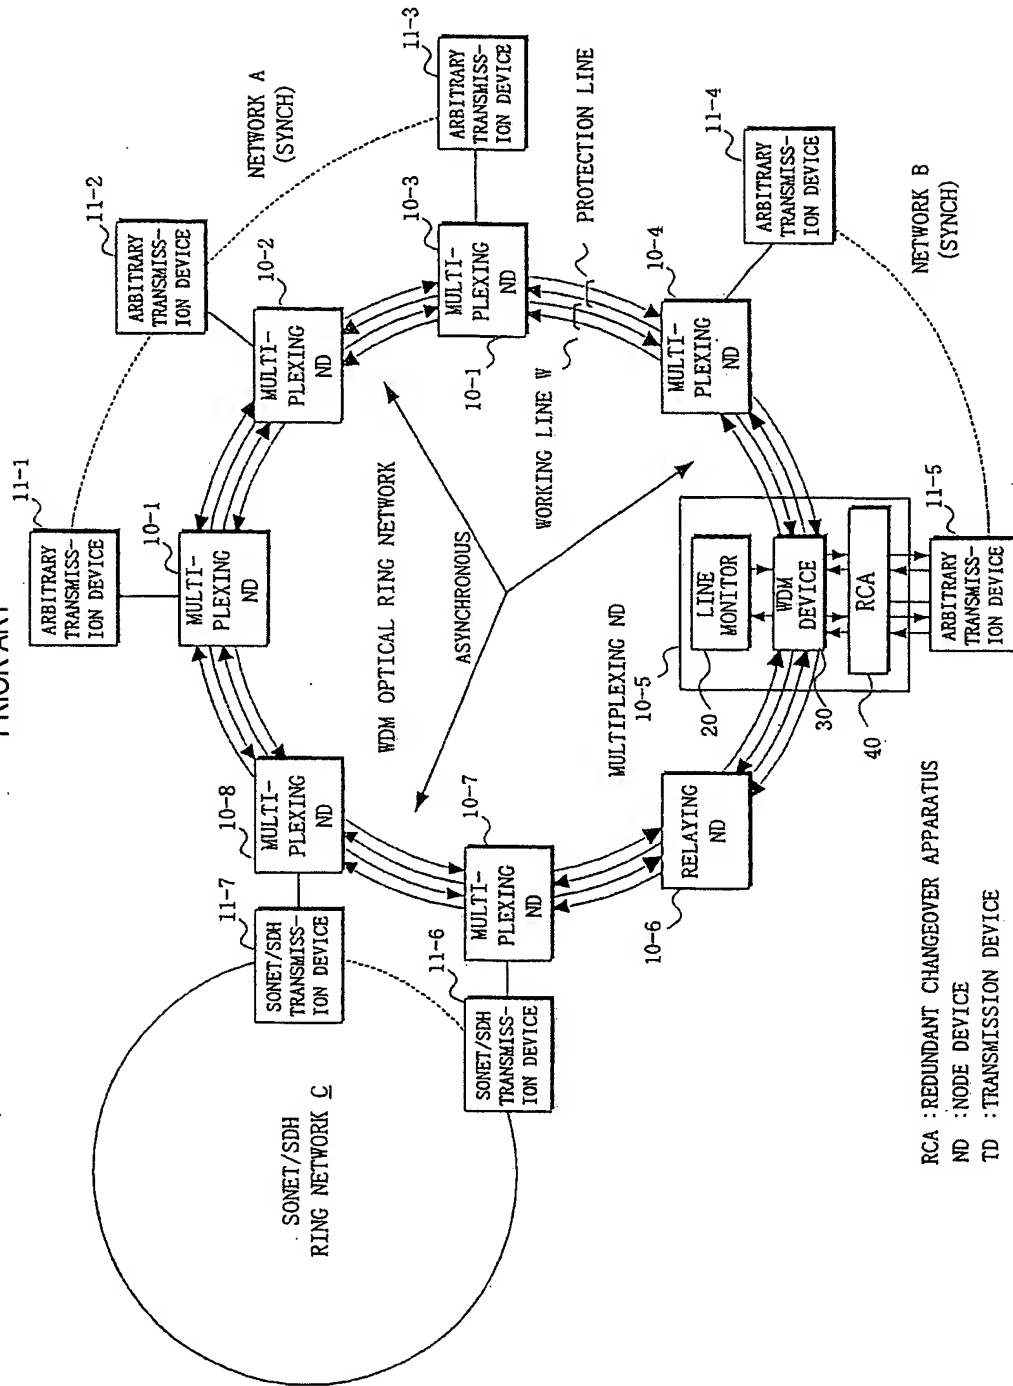 PRIOR ART
11-1
ARBITRARY
TRANSMISS-
ION DEVICE
11-2
ARBITRARY
TRANSMISS-
ION DEVICE
NETWORK A
(SYNCH)
11-3
ARBITRARY
TRANSMISS-
ION DEVICE
10-1
MULTI-
PLEXING
ND
10-2
MULTI-
PLEXING
ND
10-3
MULTI-
PLEXING
ND
10-1
PROTECTION LINE
WORKING LINE W
10-4
MULTI-
PLEXING
ND
11-4
ARBITRARY
TRANSMISS-
ION DEVICE
NETWORK B
(SYNCH)
WDM OPTICAL RING NETWORK
ASYNCHRONOUS
MULTIPLEXING ND
10-5
LINE
MONITOR
20
WDM
DEVICE
30
RCA
40
11-5
ARBITRARY
TRANSMISS-
ION DEVICE
RELAYING
ND
10-6
10-7
MULTI-
PLEXING
ND
10-8
MULTI-
PLEXING
ND
11-7
SONET/SDH
TRANSMISS-
ION DEVICE
11-6
SONET/SDH
TRANSMISS-
ION DEVICE
SONET/SDH
RING NETWORK C
RCA :REDUNDANT CHANGEOVER APPARATUS
ND :NODE DEVICE
TD :TRANSMISSION DEVICE